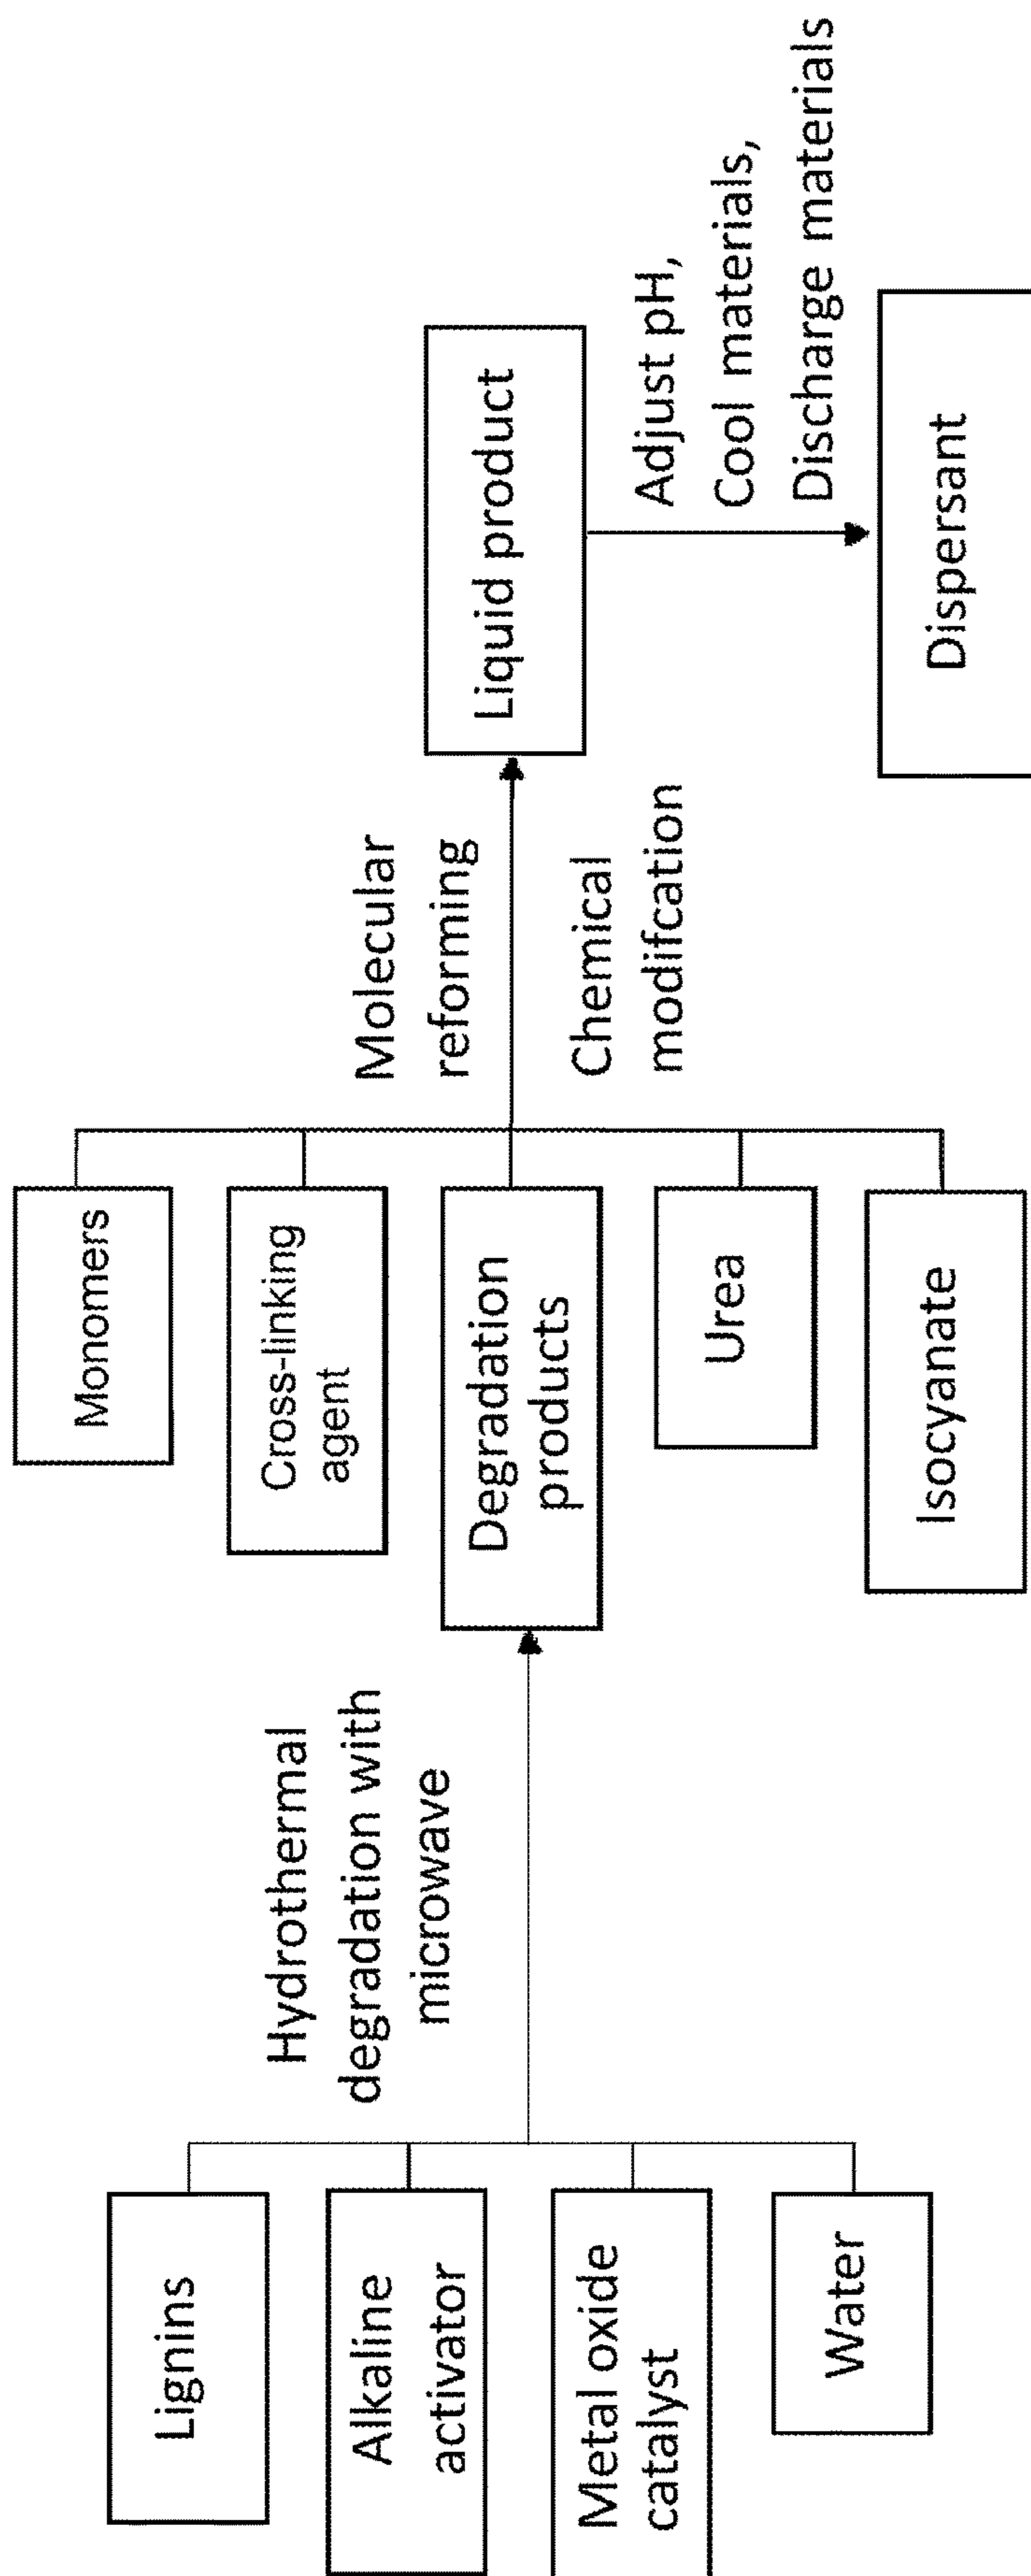 Lignins
Alkaline
activator
Metal oxide
catalyst
Water
Hydrothermal
degradation with
microwave
Monomers
Cross-linking
agent
Degradation
products
Urea
Isocyanate
Molecular
reforming
Chemical
modifcation
Liquid product
Adjust pH,
Cool materials,
Discharge materials
Dispersant